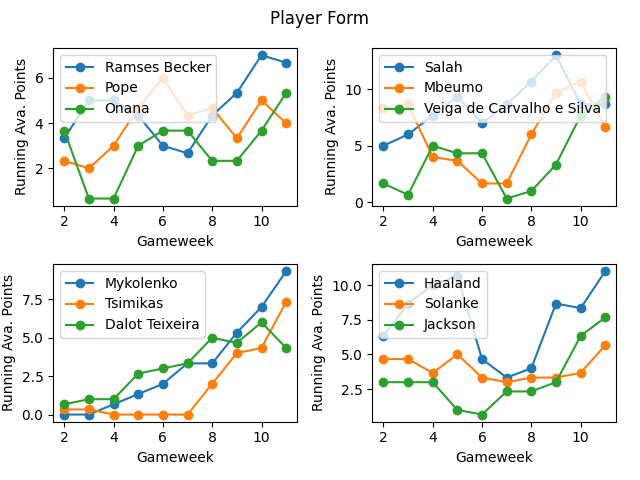 Player Form
Running Ava. Points
6
4
2
Ramses Becker
Pope
Onana
2 4 6 8 10
Gameweek
Running Ava. Points
10
5
0
Salah
Mbeumo
Veiga de Carvalho e Silva
2 4 6 8 10
Gameweek
Running Ava. Points
7.5
5.0
2.5
0.0
Mykolenko
Tsimikas
Dalot Teixeira
2 4 6 8 10
Gameweek
Running Ava. Points
10.0
7.5
5.0
2.5
Haaland
Solanke
Jackson
2 4 6 8 10
Gameweek